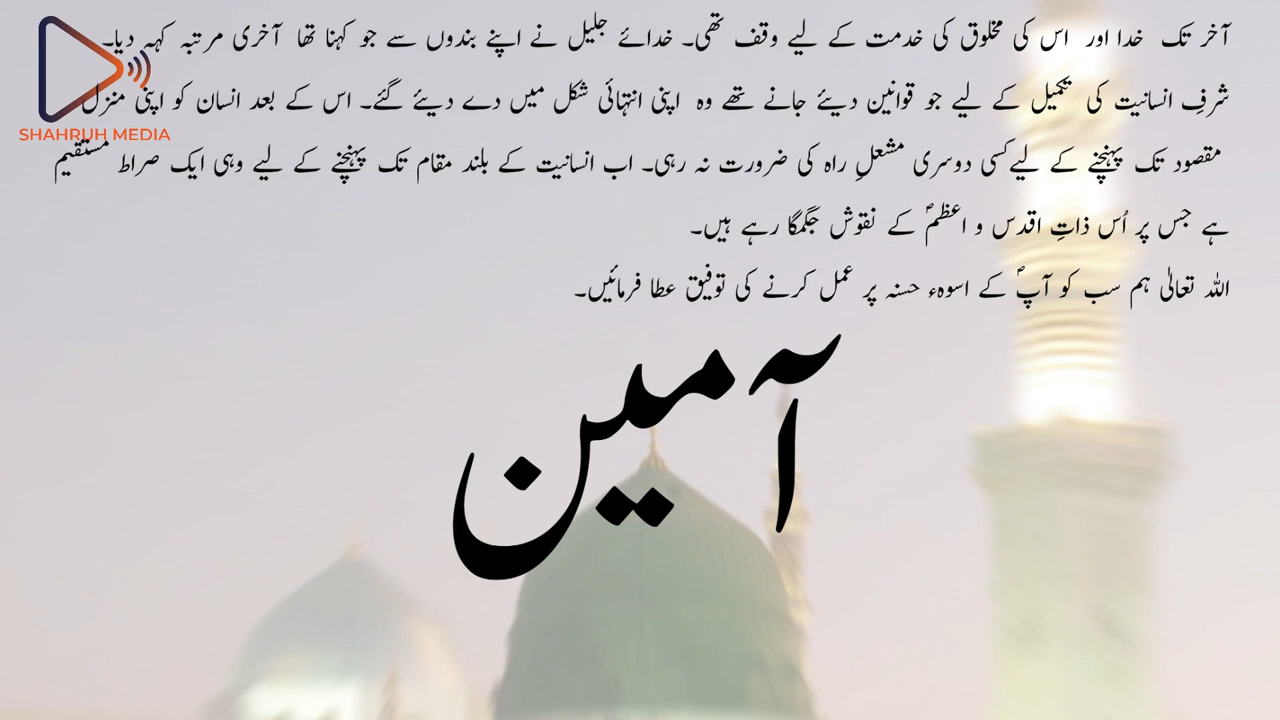 آخر تک خدا اور اس کی مخلوق کی خدمت کے لیے وقف تھی۔ خدائے جلیل نے اپنے بندوں سے جو کہنا تھا آخری مرتبہ کہہ دیا۔
شرفِ انسانیت کی تکمیل کے لیے جو قوانین دیئے جانے تھے وہ اپنی انتہائی شکل میں دے دیئے گئے۔ اس کے بعد انسان کو اپنی منزل
مقصود تک پہنچنے کے لیے کسی دوسری مشعلِ راہ کی ضرورت نہ رہی۔ اب انسانیت کے بلند مقام تک پہنچنے کے لیے وہی ایک صراط مستقیم
ہے جس پر اُس ذاتِ اقدس و اعظمؐ کے نقوش جگمگا رہے ہیں۔
اللہ تعالٰی ہم سب کو آپؐ کے اسوہء حسنہ پر عمل کرنے کی توفیق عطا فرمائیں۔
آمین
SHAHRUH MEDIA